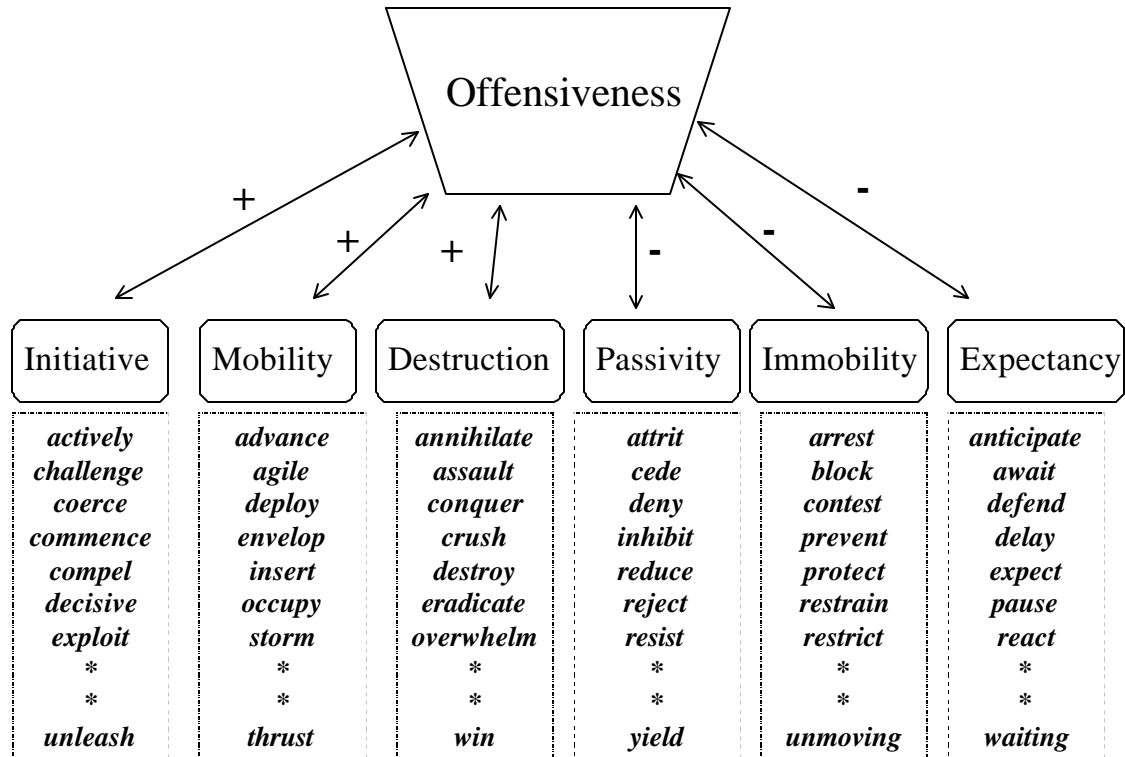 Offensiveness
+ + + - - -
Initiative Mobility Destruction Passivity Immobility Expectancy
actively advance annihilate attrit arrest anticipate
challenge agile assault cede block await
coerce deploy conquer deny contest defend
commence envelop crush inhibit prevent delay
compel insert destroy reduce protect expect
decisive occupy eradicate reject restrain pause
exploit storm overwhelm resist restrict react
* * * * * *
* * * * * *
unleash thrust win yield unmoving waiting